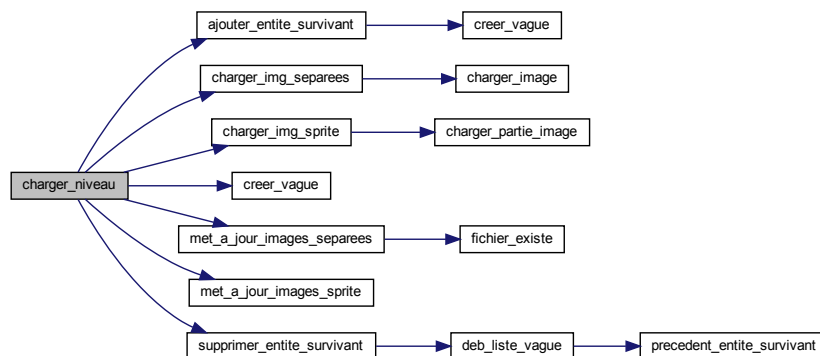 ajouter_entite_survivant
creer_vague
charger_img_separees
charger_image
charger_img_sprite
charger_partie_image
charger_niveau
creer_vague
met_a_jour_images_separees
fichier_existe
met_a_jour_images_sprite
supprimer_entite_survivant
deb_liste_vague
precedent_entite_survivant